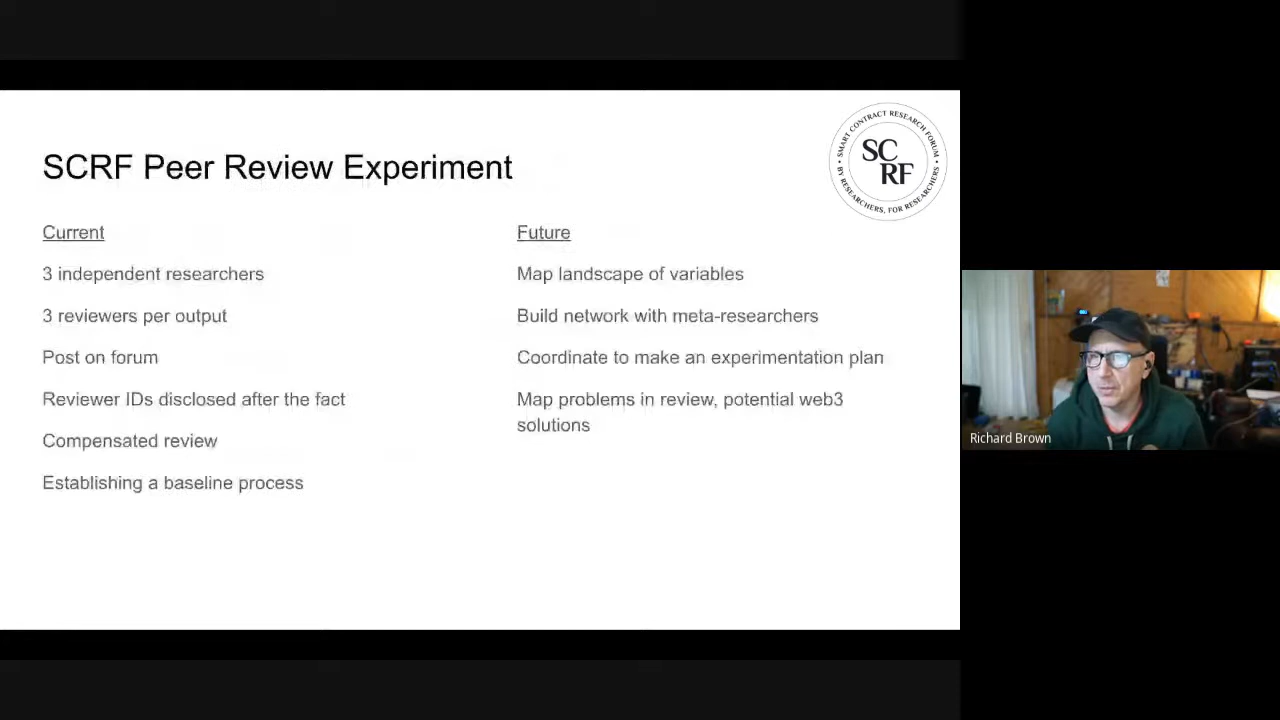 SCRF Peer Review Experiment
SMART CONTRACT RESEARCH FORUM
SC
RF
BY RESEARCHERS, FOR RESEARCHERS
Current
3 independent researchers
3 reviewers per output
Post on forum
Reviewer IDs disclosed after the fact
Compensated review
Establishing a baseline process
Future
Map landscape of variables
Build network with meta-researchers
Coordinate to make an experimentation plan
Map problems in review, potential web3
solutions
Richard Brown